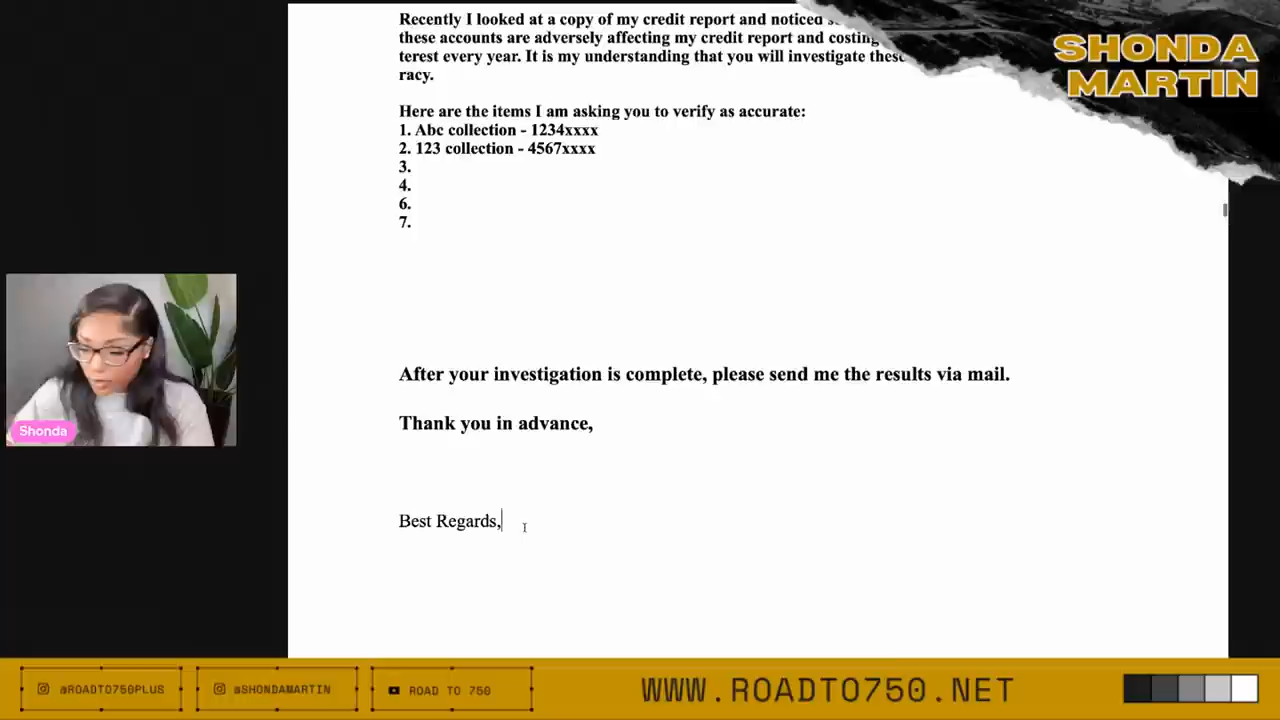 Recently I looked at a copy of my credit report and noticed
these accounts are adversely affecting my credit report and costing
terest every year. It is my understanding that you will investigate these
racy.
Here are the items I am asking you to verify as accurate:
1. Abc collection - 1234xxxx
2. 123 collection - 4567xxxx
3.
4.
6.
7.
After your investigation is complete, please send me the results via mail.
Thank you in advance,
Best Regards,
SHONDA
MARTIN
Shonda
@ROADTO750PLUS
@SHONDAMARTIN
ROAD TO 750
WWW.ROADTO750.NET